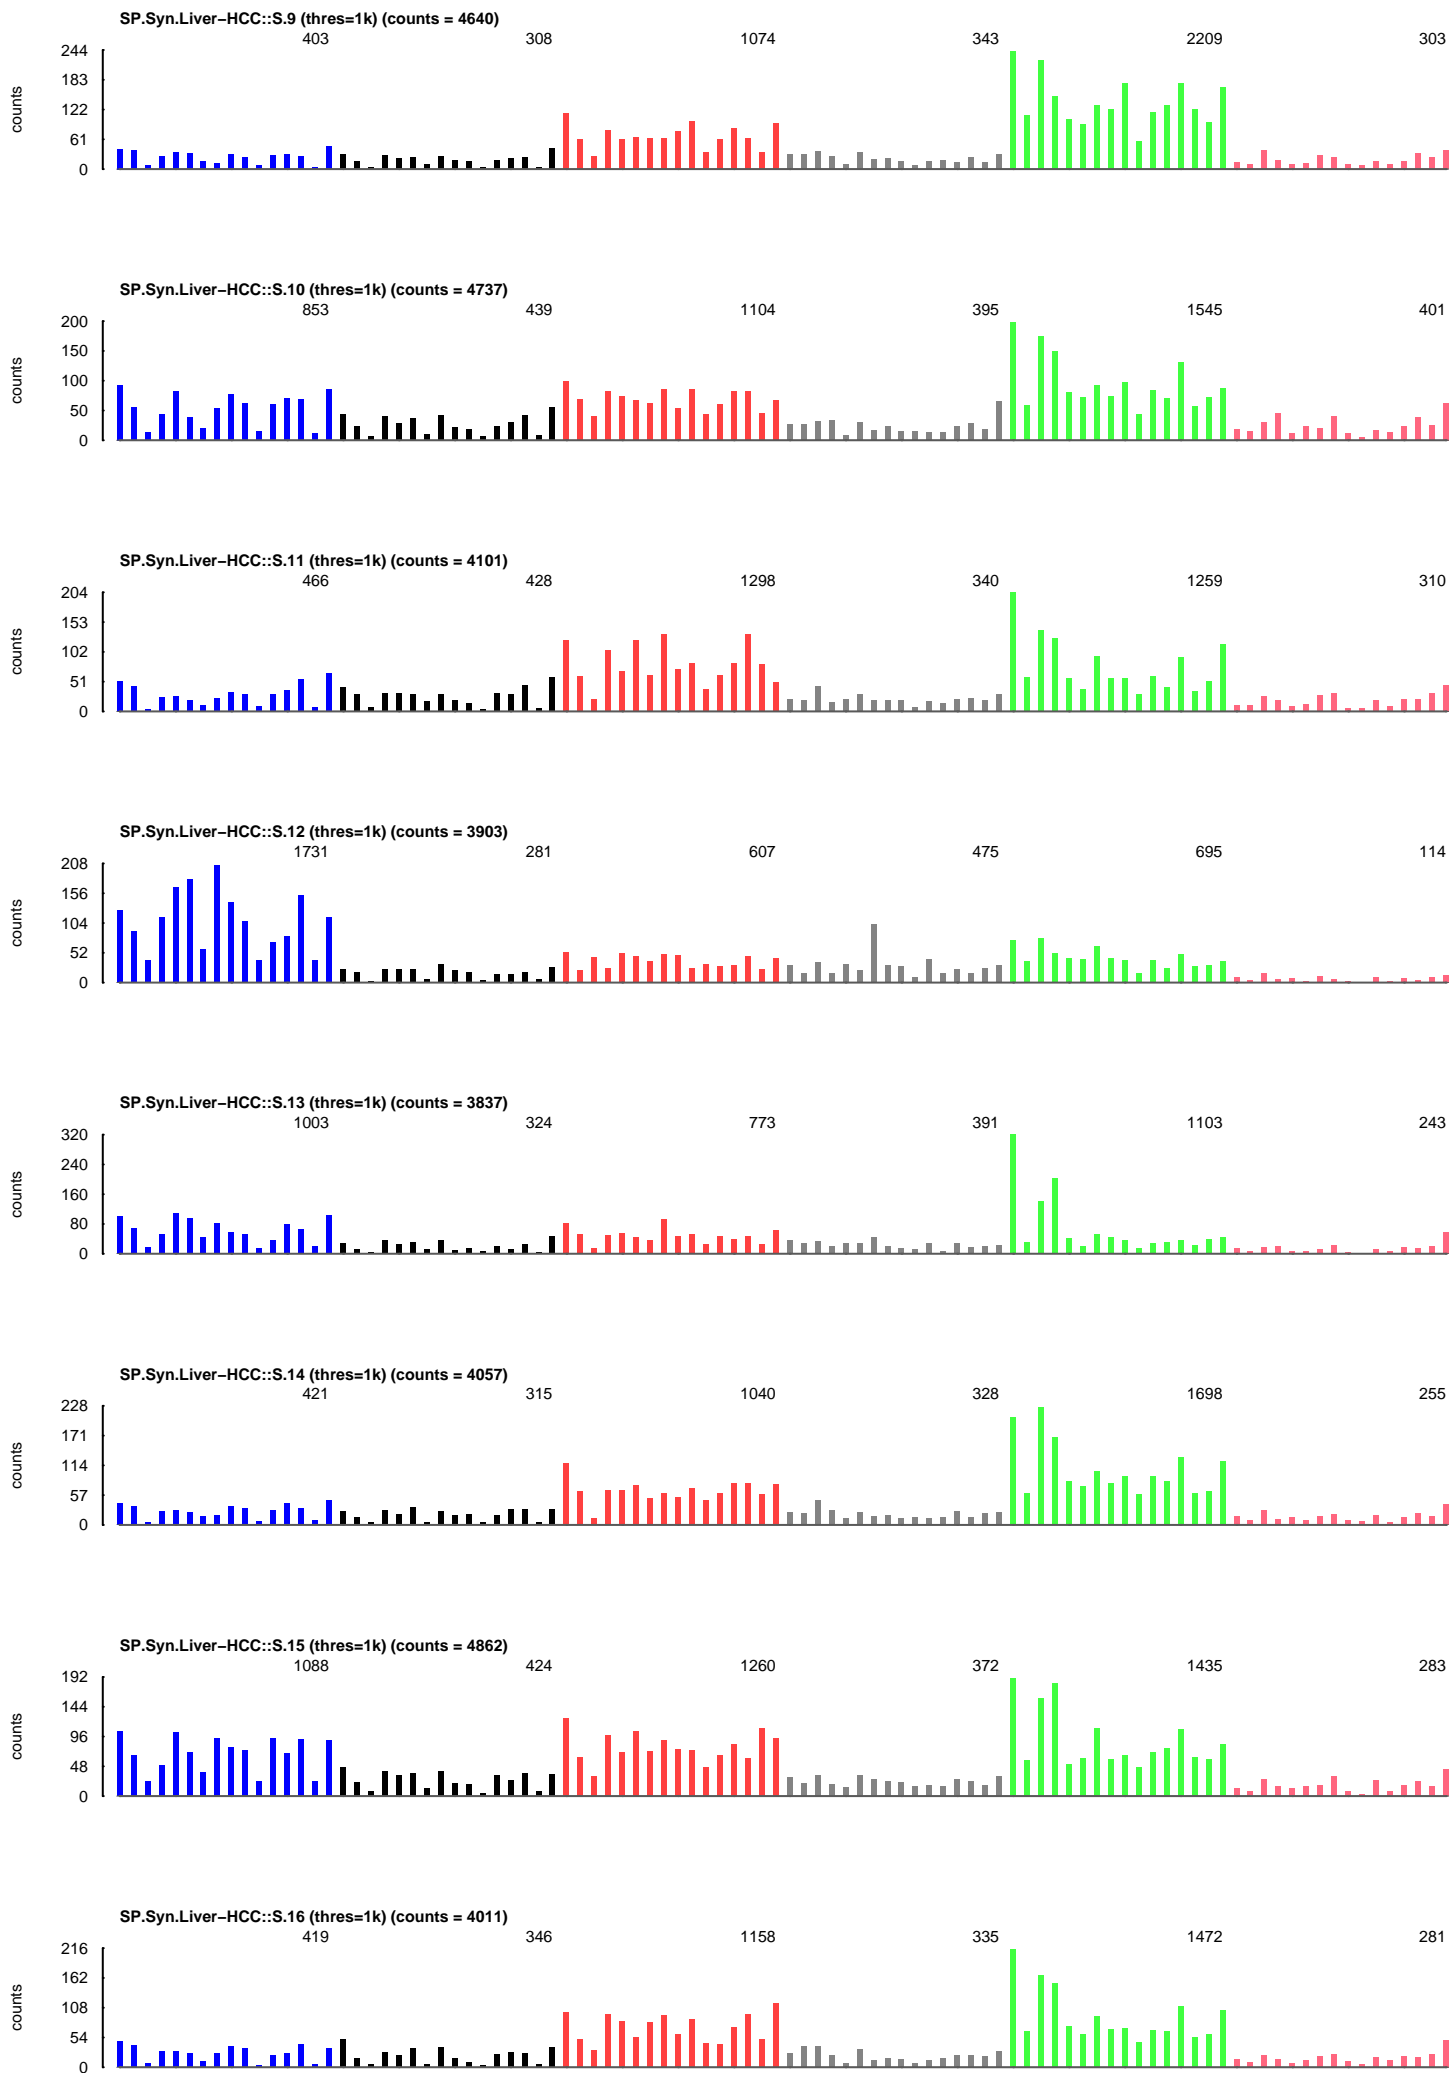 SP.Syn.Liver−HCC::S.9 (thres=1k) (counts = 4640)
403 308 1074 343 2209 303
244
183
122
61
0
counts
SP.Syn.Liver−HCC::S.10 (thres=1k) (counts = 4737)
853 439 1104 395 1545 401
200
150
100
50
0
counts
SP.Syn.Liver−HCC::S.11 (thres=1k) (counts = 4101)
466 428 1298 340 1259 310
204
153
102
51
0
counts
SP.Syn.Liver−HCC::S.12 (thres=1k) (counts = 3903)
1731 281 607 475 695 114
208
156
104
52
0
counts
SP.Syn.Liver−HCC::S.13 (thres=1k) (counts = 3837)
1003 324 773 391 1103 243
320
240
160
80
0
counts
SP.Syn.Liver−HCC::S.14 (thres=1k) (counts = 4057)
421 315 1040 328 1698 255
228
171
114
57
0
counts
SP.Syn.Liver−HCC::S.15 (thres=1k) (counts = 4862)
1088 424 1260 372 1435 283
192
144
96
48
0
counts
SP.Syn.Liver−HCC::S.16 (thres=1k) (counts = 4011)
419 346 1158 335 1472 281
216
162
108
54
0
counts